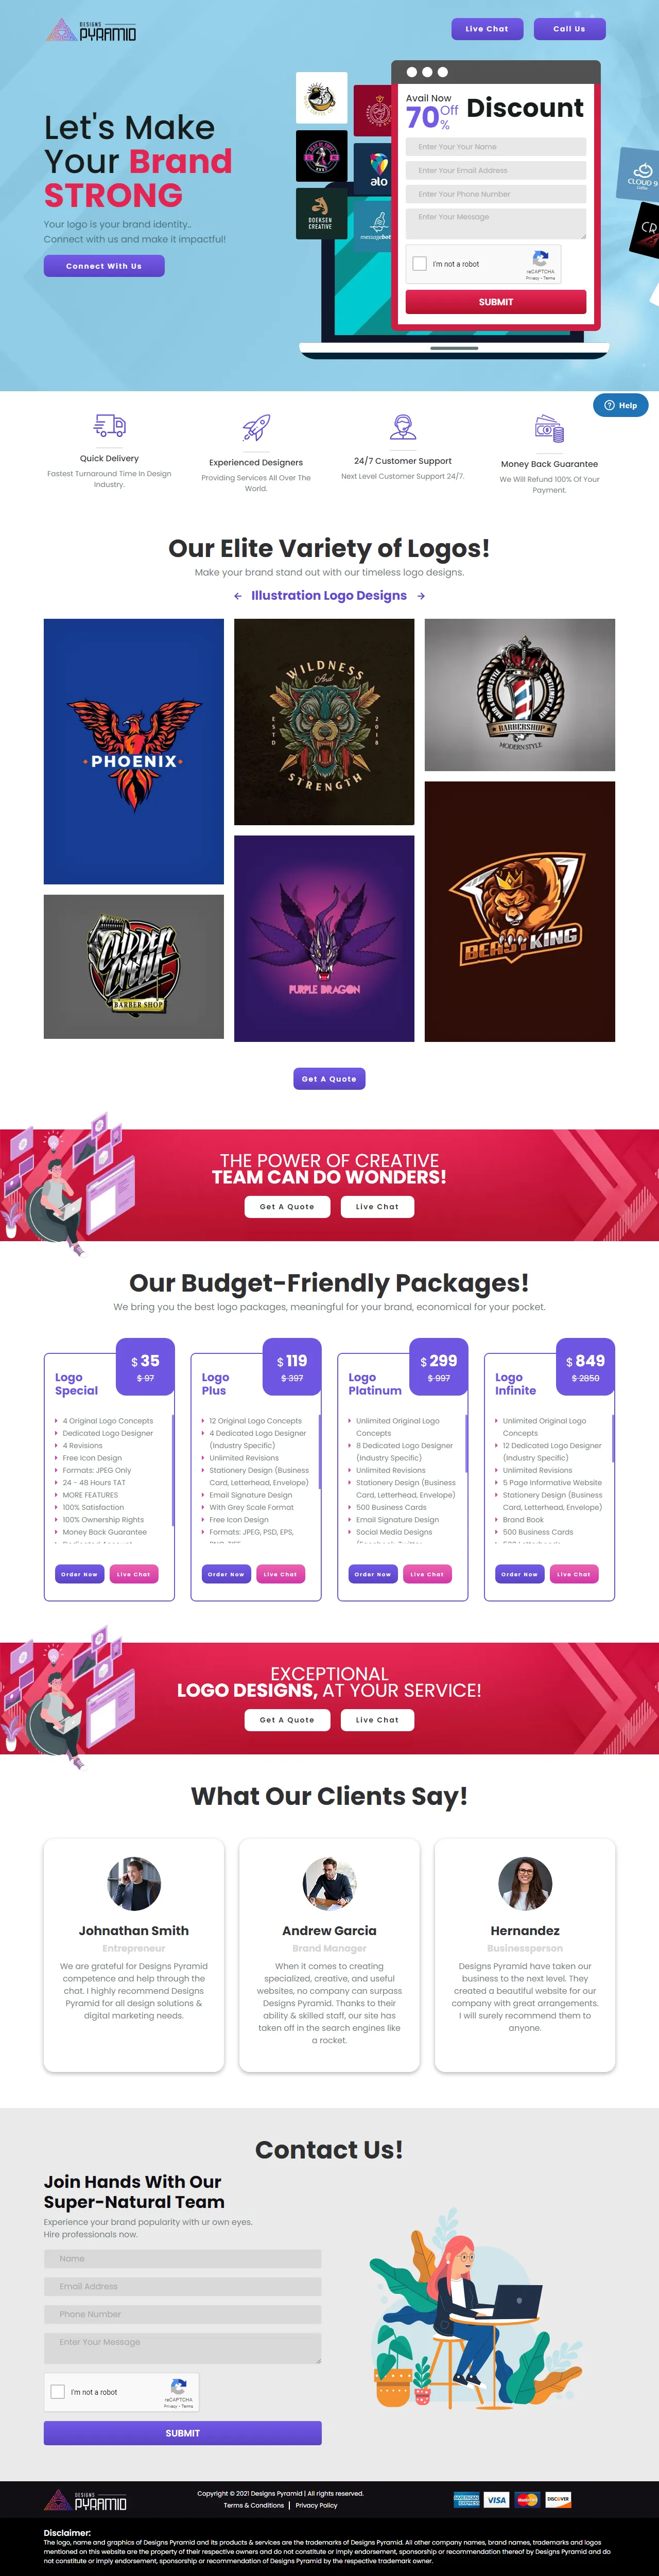 DESIGNS
PYRAMID
Live Chat
Call Us
Let's Make
Your Brand
STRONG
Your logo is your brand identity..
Connect with us and make it impactful!
Connect With Us
DOEKSEN
CREATIVE
alo
messagebot
Avail Now
70 Off %
Discount
Enter Your Your Name
Enter Your Email Address
Enter Your Phone Number
Enter Your Message
I'm not a robot
reCAPTCHA
Privacy - Terms
SUBMIT
CLOUD 9
CR
Help
Quick Delivery
Fastest Turnaround Time In Design
Industry.
Experienced Designers
Providing Services All Over The
World.
24/7 Customer Support
Next Level Customer Support 24/7.
Money Back Guarantee
We Will Refund 100% Of Your
Payment.
Our Elite Variety of Logos!
Make your brand stand out with our timeless logo designs.
Illustration Logo Designs
PHOENIX
WILDNESS
And
ESTD
2018
STRENGTH
BARBERSHOP
MODERN STYLE
BARBER SHOP
PURPLE DRAGON
BEAST KING
Get A Quote
THE POWER OF CREATIVE
TEAM CAN DO WONDERS!
Get A Quote
Live Chat
Our Budget-Friendly Packages!
We bring you the best logo packages, meaningful for your brand, economical for your pocket.
$ 35
$ 97
Logo
Special
4 Original Logo Concepts
Dedicated Logo Designer
4 Revisions
Free Icon Design
Formats: JPEG Only
24 - 48 Hours TAT
MORE FEATURES
100% Satisfaction
100% Ownership Rights
Money Back Guarantee
Dedicated Account
Order Now
Live Chat
$ 119
$ 397
Logo
Plus
12 Original Logo Concepts
4 Dedicated Logo Designer
(Industry Specific)
Unlimited Revisions
Stationery Design (Business
Card, Letterhead, Envelope)
Email Signature Design
With Grey Scale Format
Free Icon Design
Formats: JPEG, PSD, EPS,
PNG, TIFF
Order Now
Live Chat
$ 299
$ 997
Logo
Platinum
Unlimited Original Logo
Concepts
8 Dedicated Logo Designer
(Industry Specific)
Unlimited Revisions
Stationery Design (Business
Card, Letterhead, Envelope)
500 Business Cards
Email Signature Design
Social Media Designs
(Facebook, Twitter,
Order Now
Live Chat
$ 849
$ 2850
Logo
Infinite
Unlimited Original Logo
Concepts
12 Dedicated Logo Designer
(Industry Specific)
Unlimited Revisions
5 Page Informative Website
Stationery Design (Business
Card, Letterhead, Envelope)
Brand Book
500 Business Cards
500 Letterheads
Order Now
Live Chat
EXCEPTIONAL
LOGO DESIGNS, AT YOUR SERVICE!
Get A Quote
Live Chat
What Our Clients Say!
Johnathan Smith
Entrepreneur
We are grateful for Designs Pyramid
competence and help through the
chat. I highly recommend Designs
Pyramid for all design solutions &
digital marketing needs.
Andrew Garcia
Brand Manager
When it comes to creating
specialized, creative, and useful
websites, no company can surpass
Designs Pyramid. Thanks to their
ability & skilled staff, our site has
taken off in the search engines like
a rocket.
Hernandez
Businessperson
Designs Pyramid have taken our
business to the next level. They
created a beautiful website for our
company with great arrangements.
I will surely recommend them to
anyone.
Contact Us!
Join Hands With Our
Super-Natural Team
Experience your brand popularity with ur own eyes.
Hire professionals now.
Name
Email Address
Phone Number
Enter Your Message
I'm not a robot
reCAPTCHA
Privacy - Terms
SUBMIT
DESIGNS
PYRAMID
Copyright © 2021 Designs Pyramid | All rights reserved.
Terms & Conditions | Privacy Policy
AMERICAN EXPRESS
VISA
MasterCard
DISCOVER
Disclaimer:
The logo, name and graphics of Designs Pyramid and its products & services are the trademarks of Designs Pyramid. All other company names, brand names, trademarks and logos
mentioned on this website are the property of their respective owners and do not constitute or imply endorsement, sponsorship or recommendation thereof by Designs Pyramid and do
not constitute or imply endorsement, sponsorship or recommendation of Designs Pyramid by the respective trademark owner.